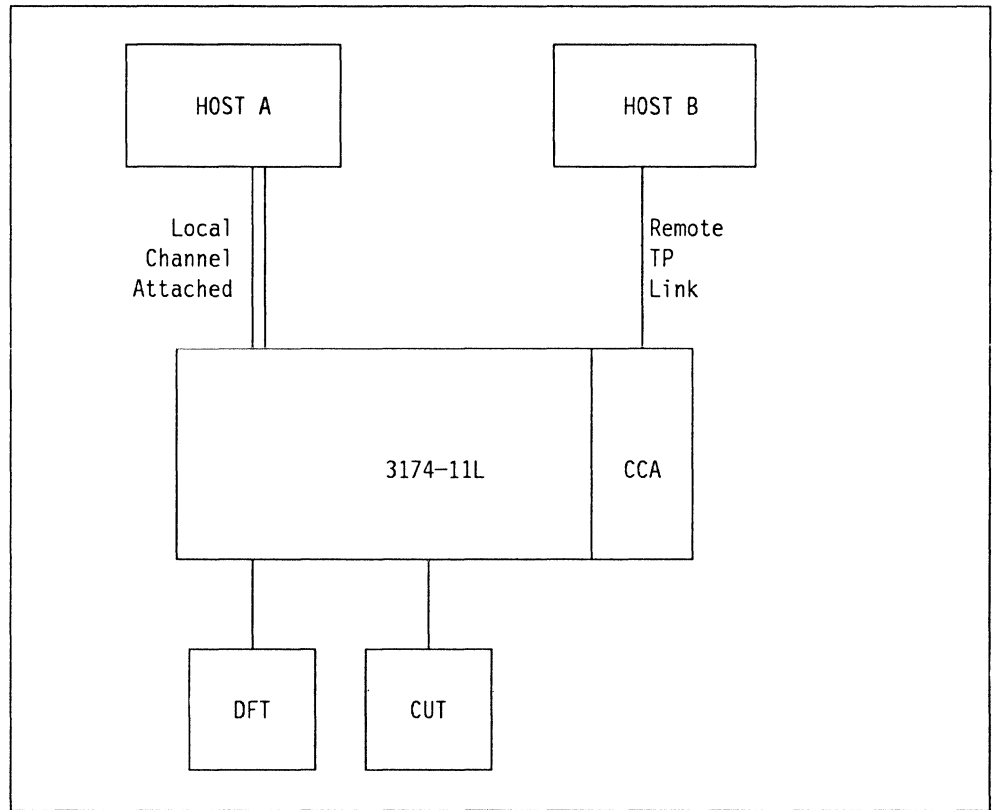 HOST A
HOST B
Local
Channel
Attached
Remote
TP
Link
3174-11L
CCA
DFT
CUT